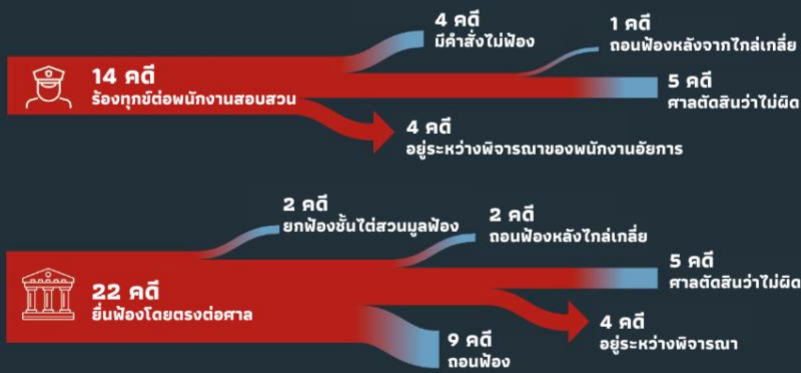 4 คดี
มีคำสั่งไม่ฟ้อง
1 คดี
ถอนฟ้องหลังจากไกล่เกลี่ย
14 คดี
ร้องทุกข์ต่อพนักงานสอบสวน
5 คดี
ศาลตัดสินว่าไม่ผิด
4 คดี
อยู่ระหว่างพิจารณาของพนักงานอัยการ
2 คดี
ยกฟ้องชั้นไต่สวนมูลฟ้อง
2 คดี
ถอนฟ้องหลังไกล่เกลี่ย
22 คดี
ยื่นฟ้องโดยตรงต่อศาล
5 คดี
ศาลตัดสินว่าไม่ผิด
4 คดี
อยู่ระหว่างพิจารณา
9 คดี
ถอนฟ้อง